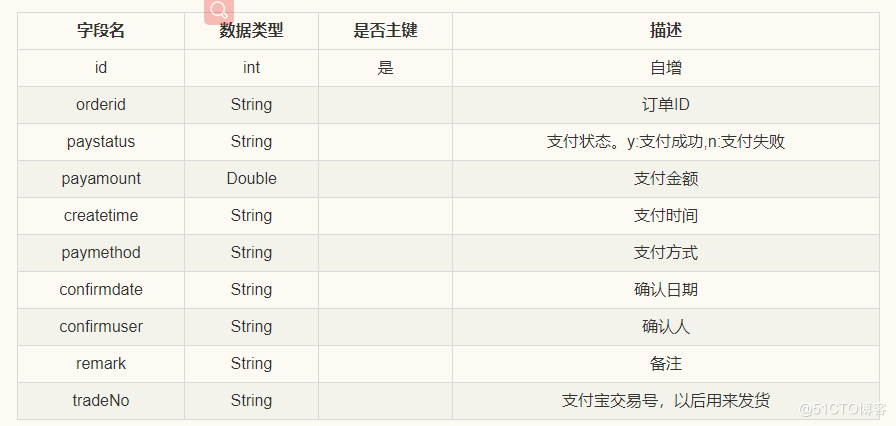 字段名 数据类型 是否主键 描述
id int 是 自增
orderid String 订单ID
paystatus String 支付状态。y:支付成功,n:支付失败
payamount Double 支付金额
createtime String 支付时间
paymethod String 支付方式
confirmdate String 确认日期
confirmuser String 确认人
remark String 备注
tradeNo String 支付宝交易号，以后用来发货
@51CTO博客